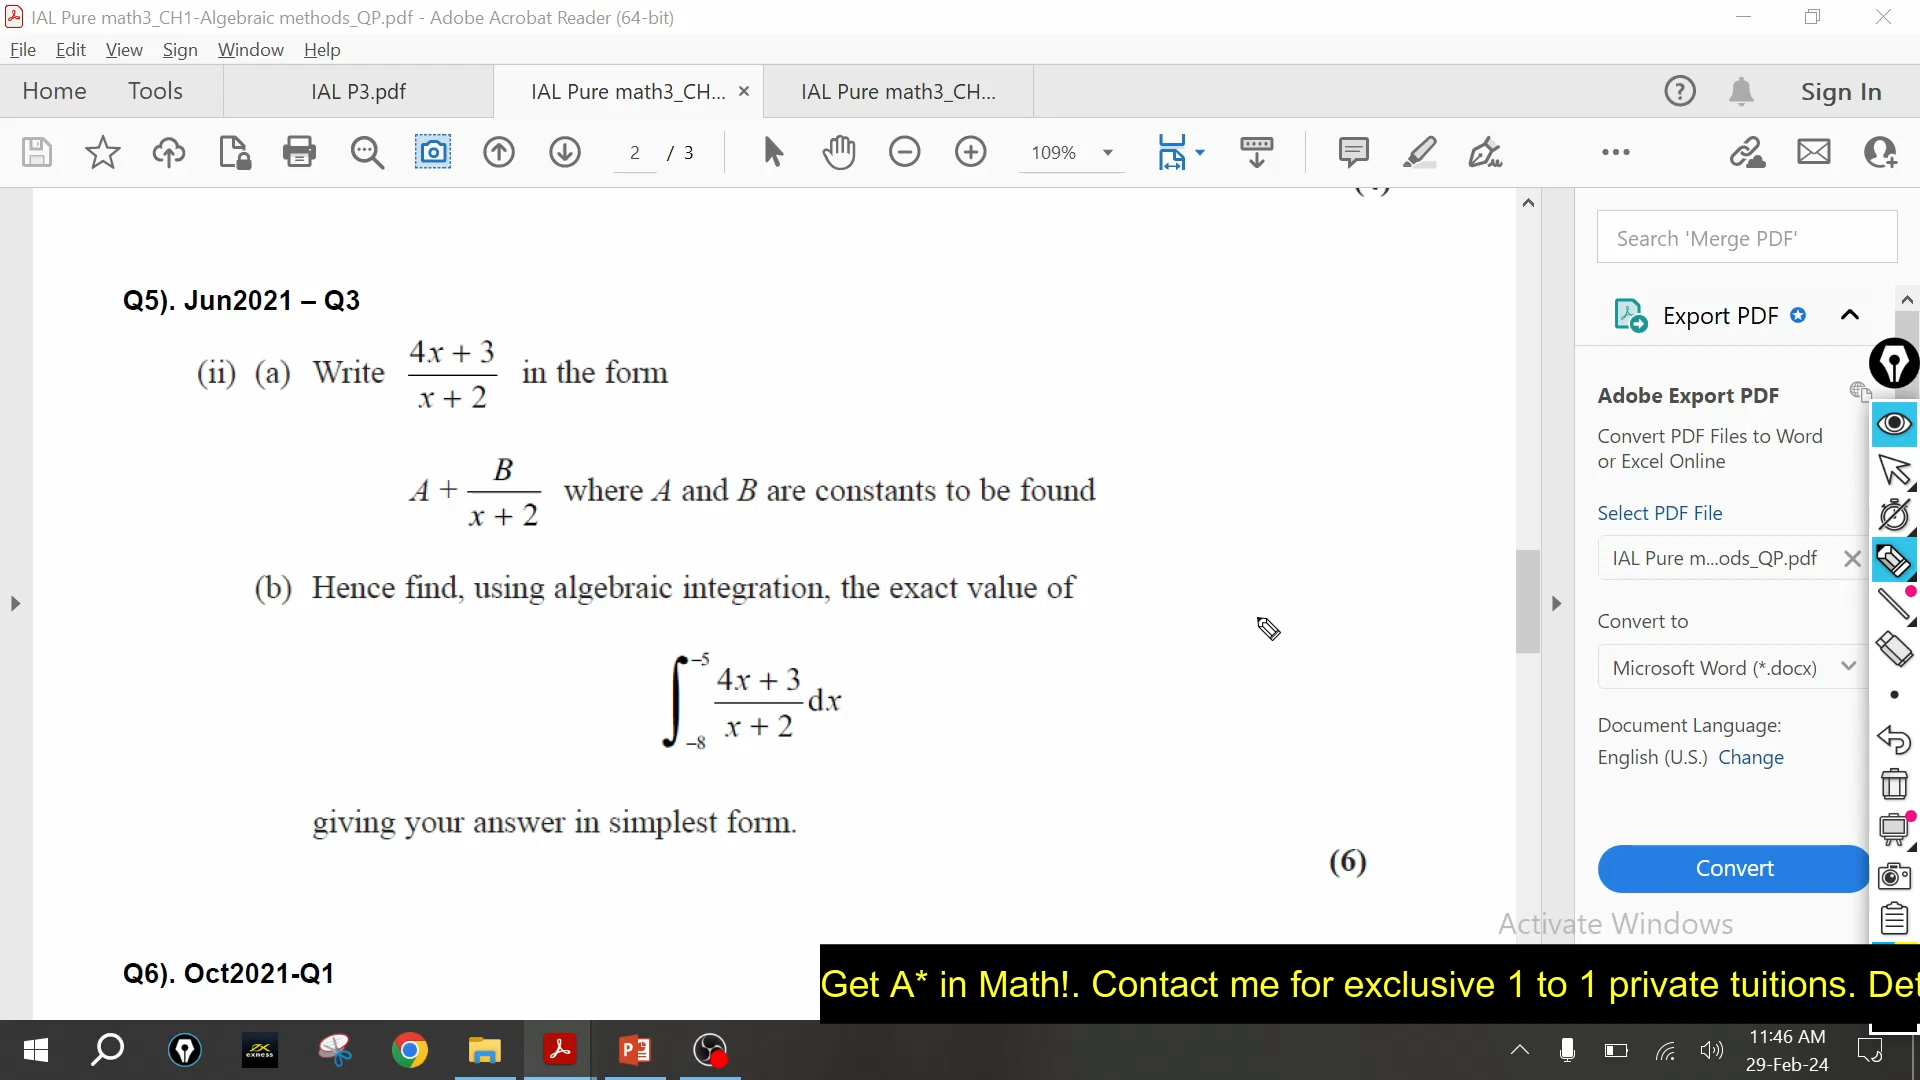 IAL Pure math3_CH1-Algebraic methods_QP.pdf - Adobe Acrobat Reader (64-bit)
File Edit View Sign Window Help
Home Tools IAL P3.pdf IAL Pure math3_CH... × IAL Pure math3_CH... Sign In
2 / 3 109%
Search 'Merge PDF'
Q5). Jun2021 – Q3
Export PDF
(ii) (a) Write (4x + 3)/(x + 2) in the form
Adobe Export PDF
Convert PDF Files to Word
or Excel Online
A + B/(x + 2) where A and B are constants to be found
Select PDF File
IAL Pure m...ods_QP.pdf
(b) Hence find, using algebraic integration, the exact value of
Convert to
Microsoft Word (*.docx)
∫_{-8}^{-5} (4x + 3)/(x + 2) dx
Document Language:
English (U.S.) Change
giving your answer in simplest form.
(6)
Convert
Activate Windows
Q6). Oct2021-Q1
Get A* in Math!. Contact me for exclusive 1 to 1 private tuitions. Det
exness
11:46 AM
29-Feb-24